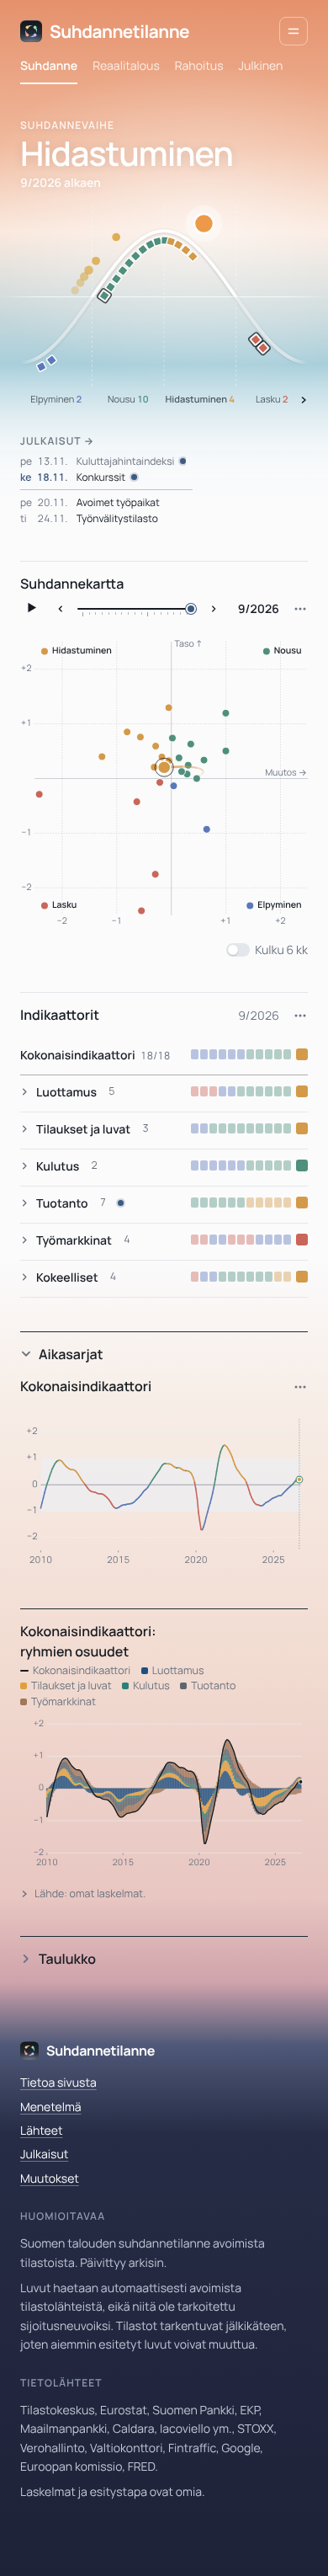 Suhdannetilanne
Suhdanne Reaalitalous Rahoitus Julkinen
SUHDANNEVAIHE
Hidastuminen
9/2026 alkaen
Elpyminen 2 Nousu 10 Hidastuminen 4 Lasku 2
JULKAISUT →
pe 13.11. Kuluttajahintaindeksi
ke 18.11. Konkurssit
pe 20.11. Avoimet työpaikat
ti 24.11. Työnvälitystilasto
Suhdannekartta
9/2026
Taso ↑
Hidastuminen Nousu
+2
+1
Muutos →
−1
−2
Lasku Elpyminen
−2 −1 +1 +2
Kulku 6 kk
Indikaattorit 9/2026
Kokonaisindikaattori 18/18
Luottamus 5
Tilaukset ja luvat 3
Kulutus 2
Tuotanto 7
Työmarkkinat 4
Kokeelliset 4
Aikasarjat
Kokonaisindikaattori
+2
+1
0
−1
−2
2010 2015 2020 2025
Kokonaisindikaattori:
ryhmien osuudet
Kokonaisindikaattori Luottamus
Tilaukset ja luvat Kulutus Tuotanto
Työmarkkinat
+2
+1
0
−1
−2
2010 2015 2020 2025
Lähde: omat laskelmat.
Taulukko
Suhdannetilanne
Tietoa sivusta
Menetelmä
Lähteet
Julkaisut
Muutokset
HUOMIOITAVAA
Suomen talouden suhdannetilanne avoimista
tilastoista. Päivittyy arkisin.
Luvut haetaan automaattisesti avoimista
tilastolähteistä, eikä niitä ole tarkoitettu
sijoitusneuvoiksi. Tilastot tarkentuvat jälkikäteen,
joten aiemmin esitetyt luvut voivat muuttua.
TIETOLÄHTEET
Tilastokeskus, Eurostat, Suomen Pankki, EKP,
Maailmanpankki, Caldara, Iacoviello ym., STOXX,
Verohallinto, Valtiokonttori, Fintraffic, Google,
Euroopan komissio, FRED.
Laskelmat ja esitystapa ovat omia.